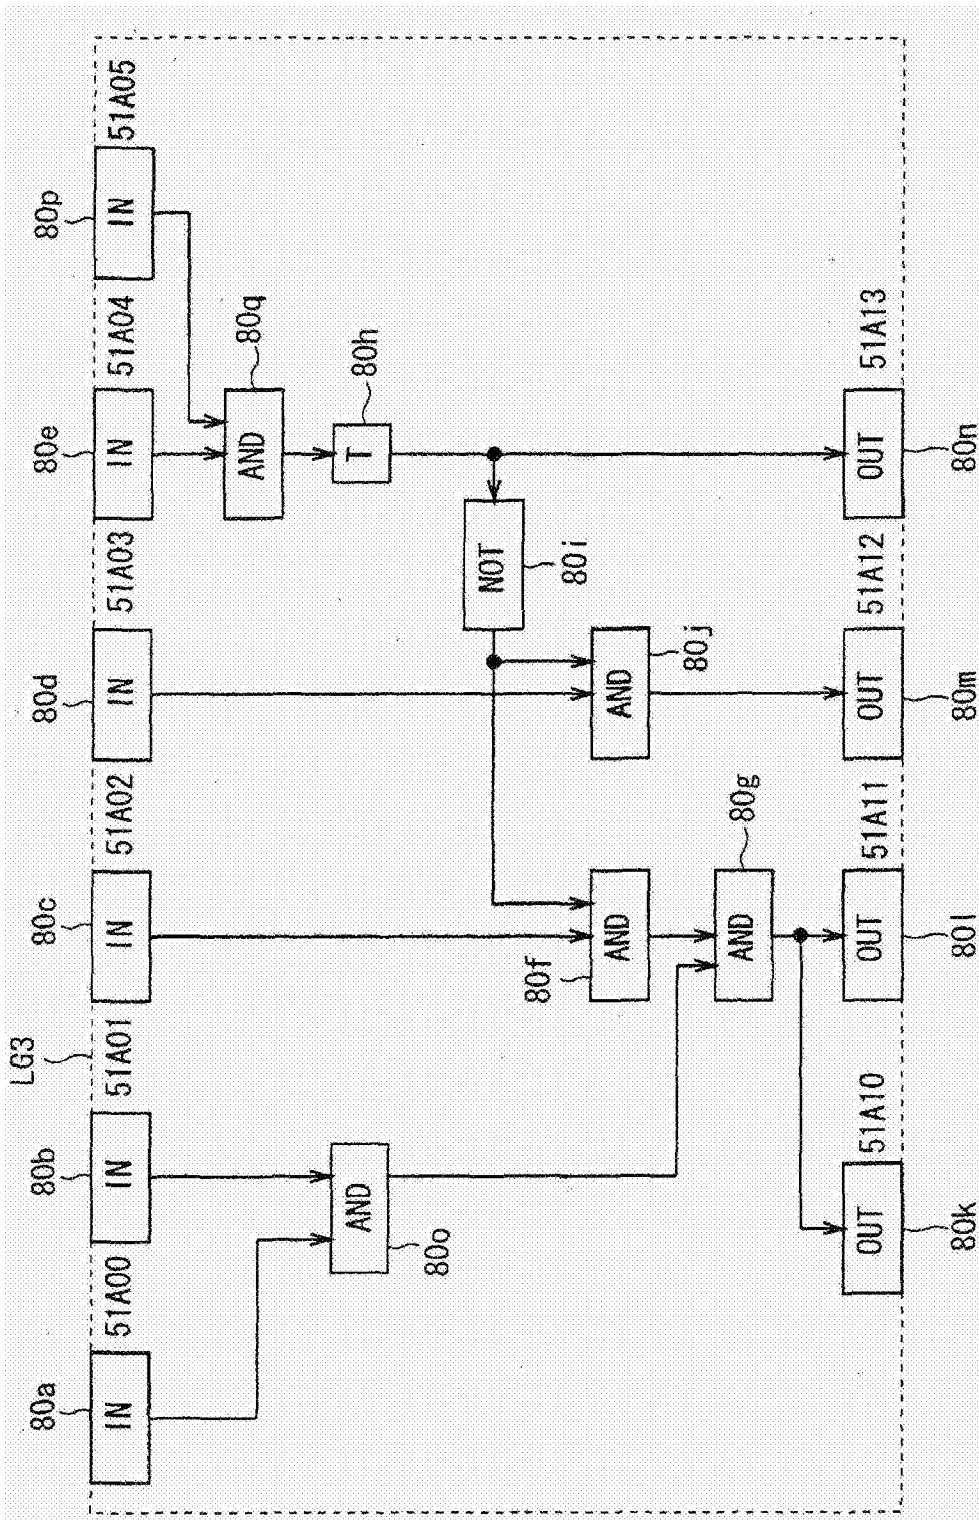 LG3
80a
80b
80c
80d
80e
80p
IN 51A00
IN 51A01
IN 51A02
IN 51A03
IN 51A04
IN 51A05
AND
80o
AND
80q
T
80h
NOT
80i
AND
80f
AND
80j
AND
80g
OUT 51A10
OUT 51A11
OUT 51A12
OUT 51A13
80k
80l
80m
80n